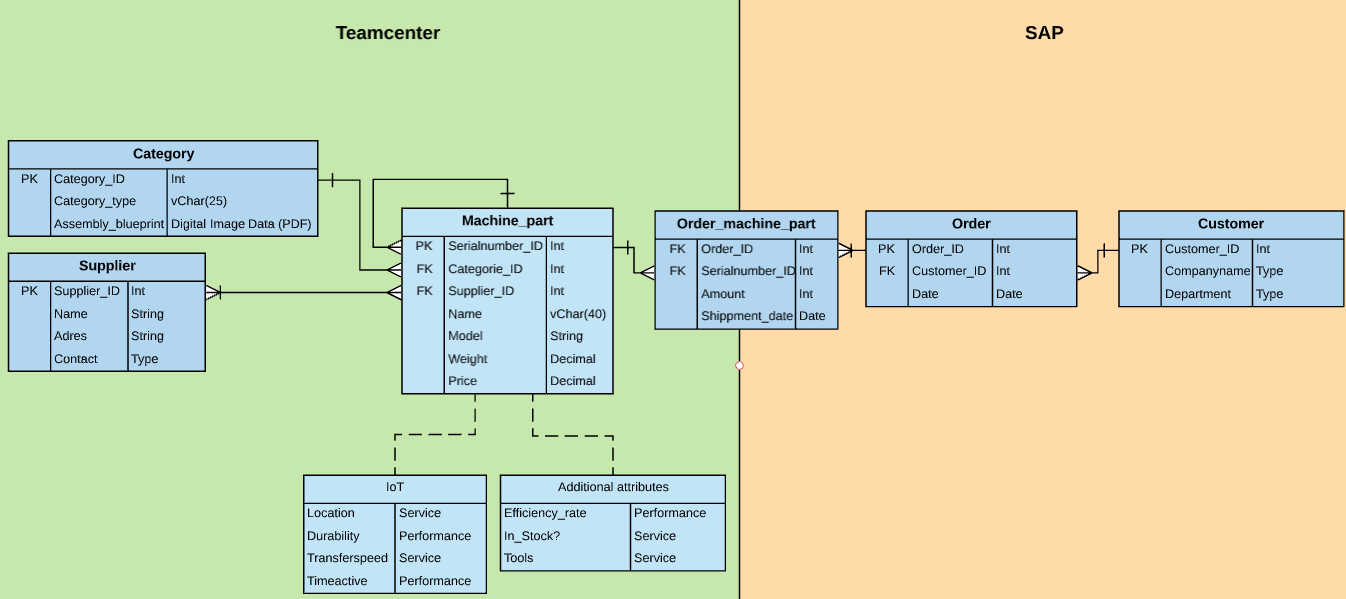 Teamcenter
SAP
Category
PK Category_ID Int
Category_type vChar(25)
Assembly_blueprint Digital Image Data (PDF)
Supplier
PK Supplier_ID Int
Name String
Adres String
Contact Type
Machine_part
PK Serialnumber_ID Int
FK Categorie_ID Int
FK Supplier_ID Int
Name vChar(40)
Model String
Weight Decimal
Price Decimal
Order_machine_part
FK Order_ID Int
FK Serialnumber_ID Int
Amount Int
Shippment_date Date
Order
PK Order_ID Int
FK Customer_ID Int
Date Date
Customer
PK Customer_ID Int
Companyname Type
Department Type
IoT
Location Service
Durability Performance
Transferspeed Service
Timeactive Performance
Additional attributes
Efficiency_rate Performance
In_Stock? Service
Tools Service